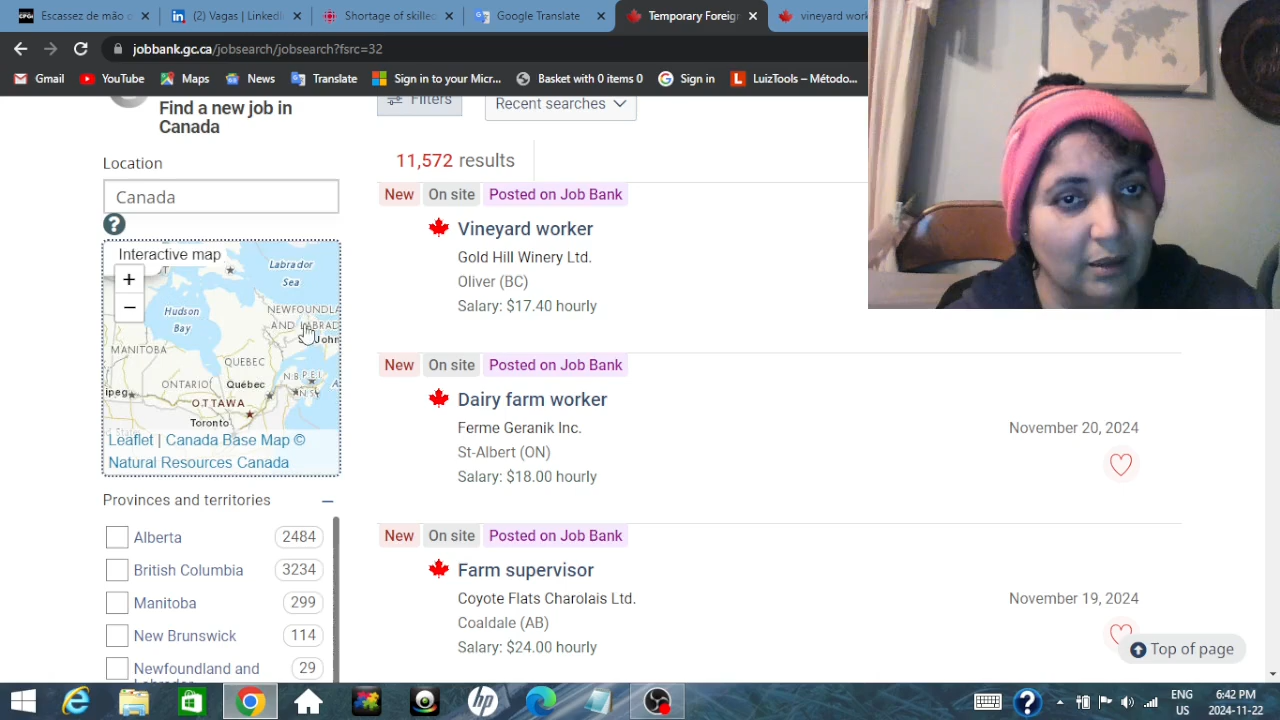 Escassez de mão o
(2) Vagas | LinkedIn
Shortage of skilled
Google Translate
Temporary Foreign
vineyard work
jobbank.gc.ca/jobsearch/jobsearch?fsrc=32
Gmail
YouTube
Maps
News
Translate
Sign in to your Micr...
Basket with 0 items 0
Sign in
LuizTools – Método...
Find a new job in
Canada
Filters
Recent searches
Location
Canada
11,572 results
Interactive map
Labrador
Sea
Hudson
Bay
NEWFOUNDL
AND LABRAD
John
MANITOBA
QUEBEC
ONTARIO
Québec
N.B.
P.E.I.
N.S.
ipeg
OTTAWA
Toronto
Leaflet | Canada Base Map ©
Natural Resources Canada
Provinces and territories
Alberta 2484
British Columbia 3234
Manitoba 299
New Brunswick 114
Newfoundland and 29
Labrador
New On site Posted on Job Bank
Vineyard worker
Gold Hill Winery Ltd.
Oliver (BC)
Salary: $17.40 hourly
New On site Posted on Job Bank
Dairy farm worker
Ferme Geranik Inc.
November 20, 2024
St-Albert (ON)
Salary: $18.00 hourly
New On site Posted on Job Bank
Farm supervisor
Coyote Flats Charolais Ltd.
November 19, 2024
Coaldale (AB)
Salary: $24.00 hourly
Top of page
ENG
US
6:42 PM
2024-11-22